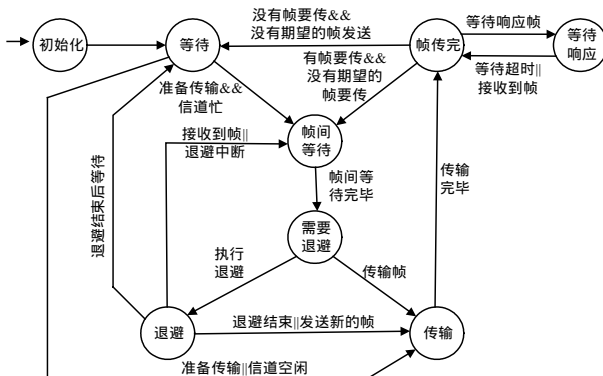 没有帧要传&&
没有期望的帧发送
等待响应帧
初始化
等待
帧传完
等待
响应
等待超时||
接收到帧
有帧要传&&
没有期望的
帧要传
准备传输&&
信道忙
接收到帧||
退避中断
帧间
等待
退避结束后等待
帧间等
待完毕
传输
完毕
需要
退避
执行
退避
传输帧
退避
退避结束||发送新的帧
传输
准备传输||信道空闲